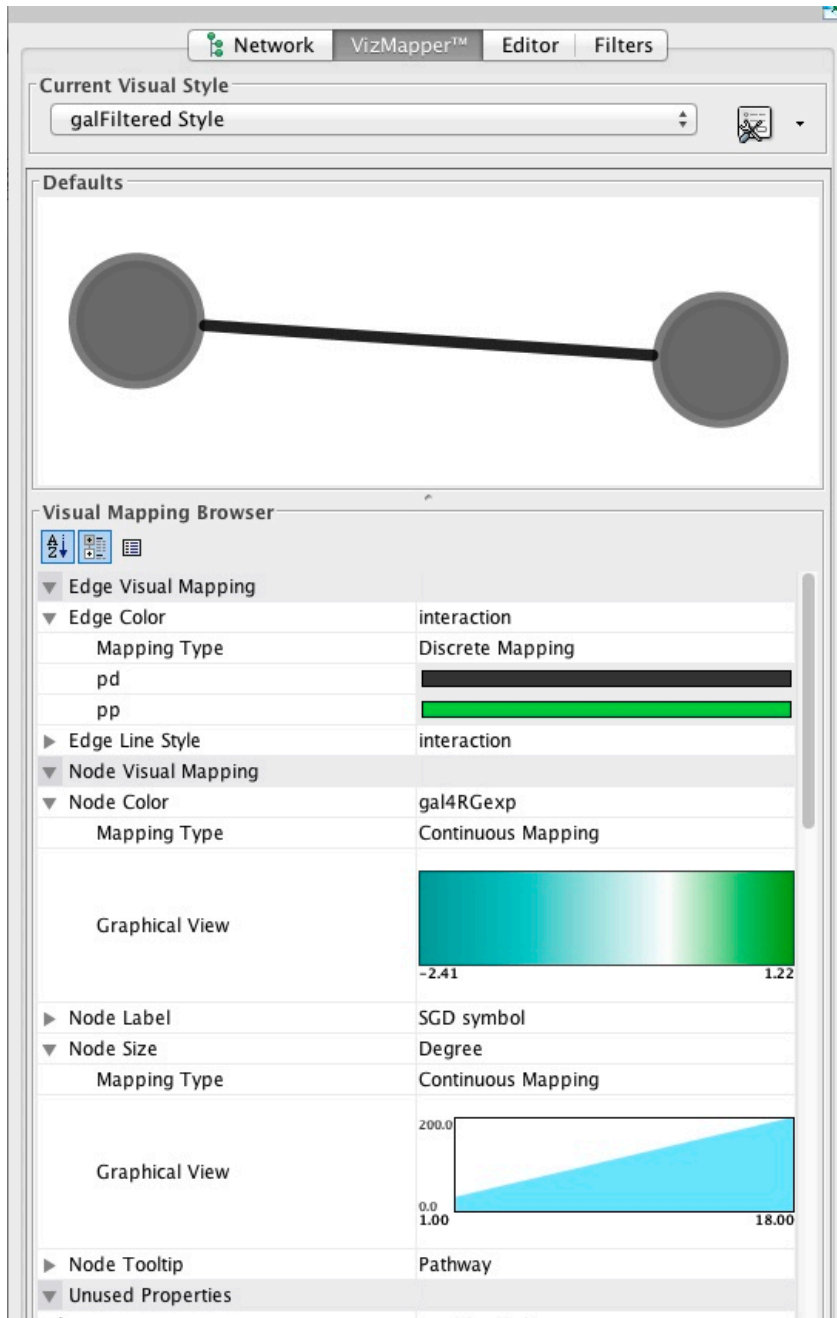 Network VizMapper™ Editor Filters
Current Visual Style
galFiltered Style
Defaults
Visual Mapping Browser
Edge Visual Mapping
Edge Color interaction
Mapping Type Discrete Mapping
pd
pp
Edge Line Style interaction
Node Visual Mapping
Node Color gal4RGexp
Mapping Type Continuous Mapping
Graphical View
-2.41 1.22
Node Label SGD symbol
Node Size Degree
Mapping Type Continuous Mapping
200.0
Graphical View
0.0
1.00 18.00
Node Tooltip Pathway
Unused Properties